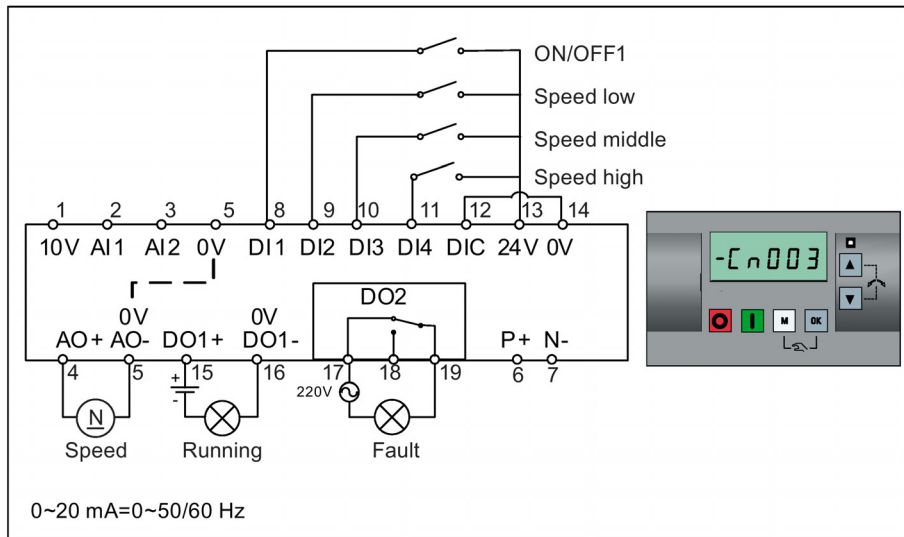 ON/OFF1
Speed low
Speed middle
Speed high
1 2 3 5 8 9 10 11 12 13 14
10V AI1 AI2 0V DI1 DI2 DI3 DI4 DIC 24V 0V
-Cn003
DO2
0V 0V
AO+ AO- DO1+ DO1- P+ N-
4 5 15 16 17 18 19 6 7
+
-
220V
N
M OK
Speed Running Fault
0~20 mA=0~50/60 Hz